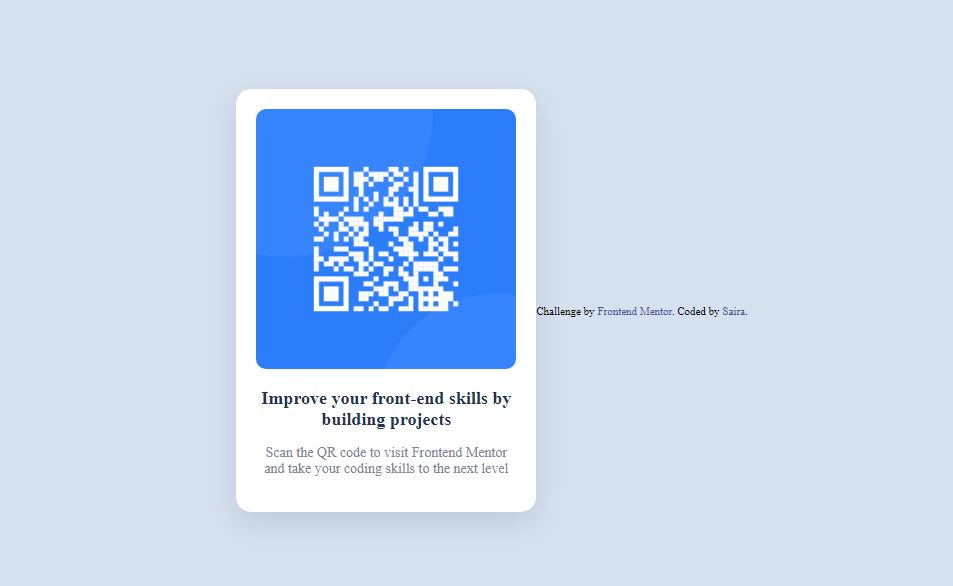 Improve your front-end skills by
building projects
Scan the QR code to visit Frontend Mentor
and take your coding skills to the next level
Challenge by Frontend Mentor. Coded by Saira.